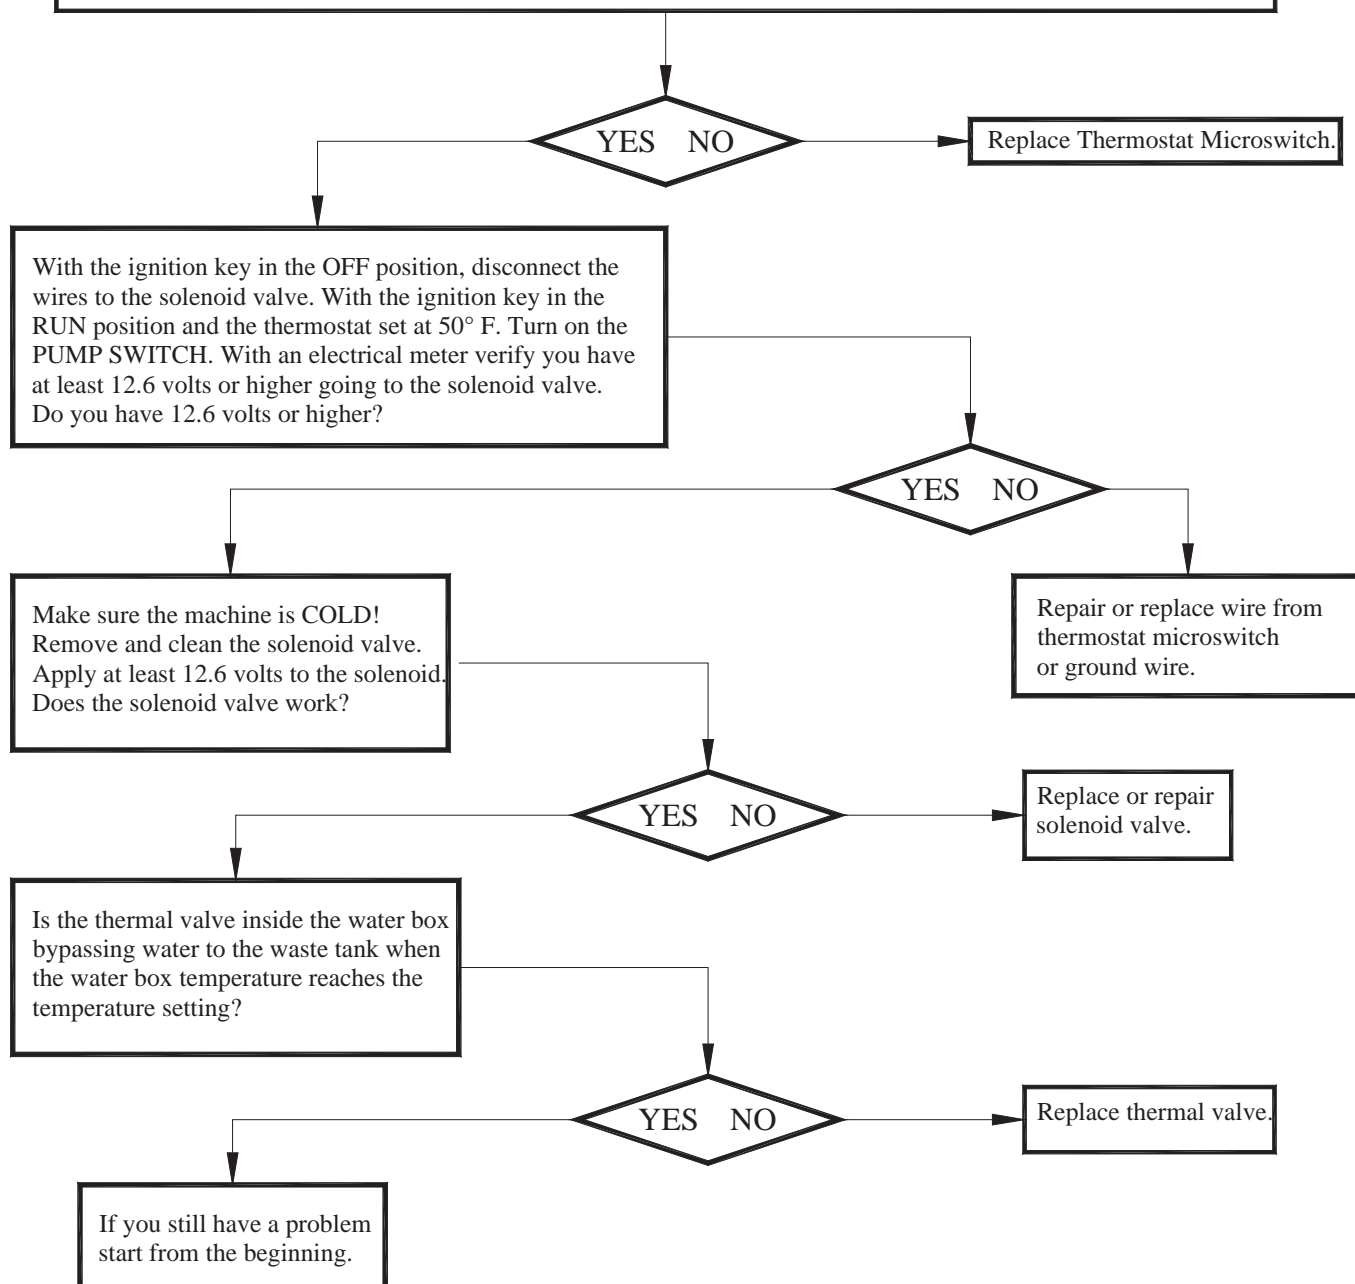 YES NO
Replace Thermostat Microswitch.
With the ignition key in the OFF position, disconnect the
wires to the solenoid valve. With the ignition key in the
RUN position and the thermostat set at 50° F. Turn on the
PUMP SWITCH. With an electrical meter verify you have
at least 12.6 volts or higher going to the solenoid valve.
Do you have 12.6 volts or higher?
YES NO
Make sure the machine is COLD!
Remove and clean the solenoid valve.
Apply at least 12.6 volts to the solenoid.
Does the solenoid valve work?
Repair or replace wire from
thermostat microswitch
or ground wire.
YES NO
Replace or repair
solenoid valve.
Is the thermal valve inside the water box
bypassing water to the waste tank when
the water box temperature reaches the
temperature setting?
YES NO
Replace thermal valve.
If you still have a problem
start from the beginning.